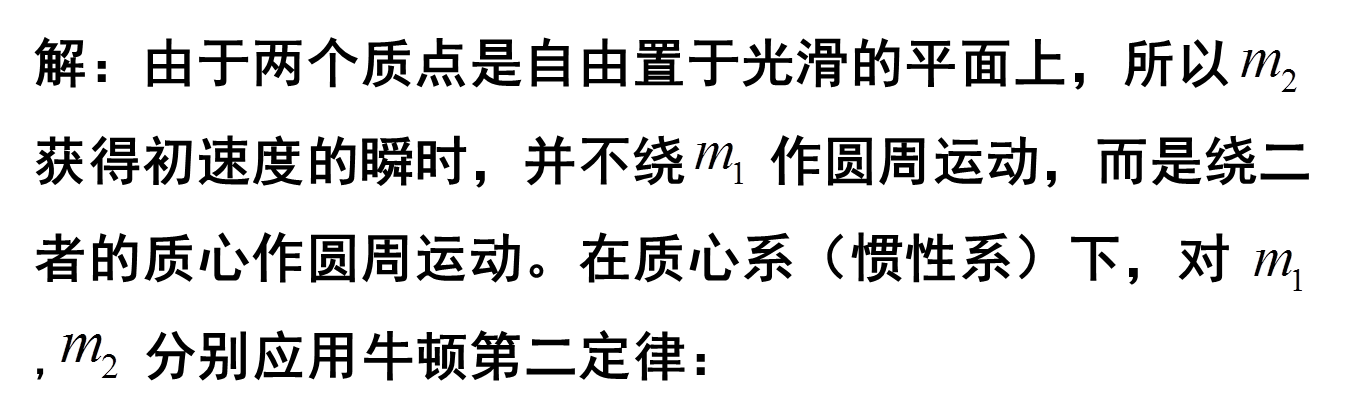 解：由于两个质点是自由置于光滑的平面上，所以 m₂
获得初速度的瞬时，并不绕 m₁ 作圆周运动，而是绕二
者的质心作圆周运动。在质心系（惯性系）下，对 m₁
, m₂ 分别应用牛顿第二定律：